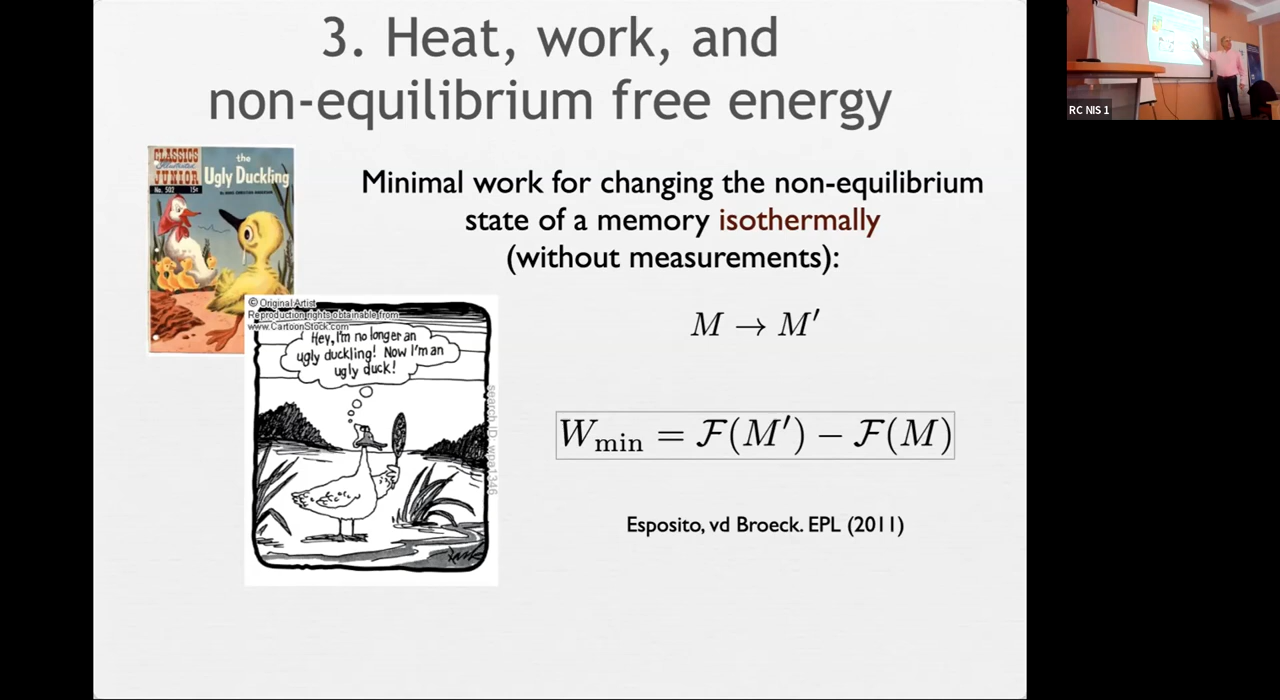 3. Heat, work, and
non-equilibrium free energy
CLASSICS
Illustrated
JUNIOR
No. 502 15¢
the
Ugly Duckling
Minimal work for changing the non-equilibrium
state of a memory isothermally
(without measurements):
M → M′
W_min = F(M′) − F(M)
Esposito, vd Broeck. EPL (2011)
© Original Artist
Reproduction rights obtainable from
www.CartoonStock.com
Hey, I'm no longer an
ugly duckling! Now I'm an
ugly duck!
RC NIS 1